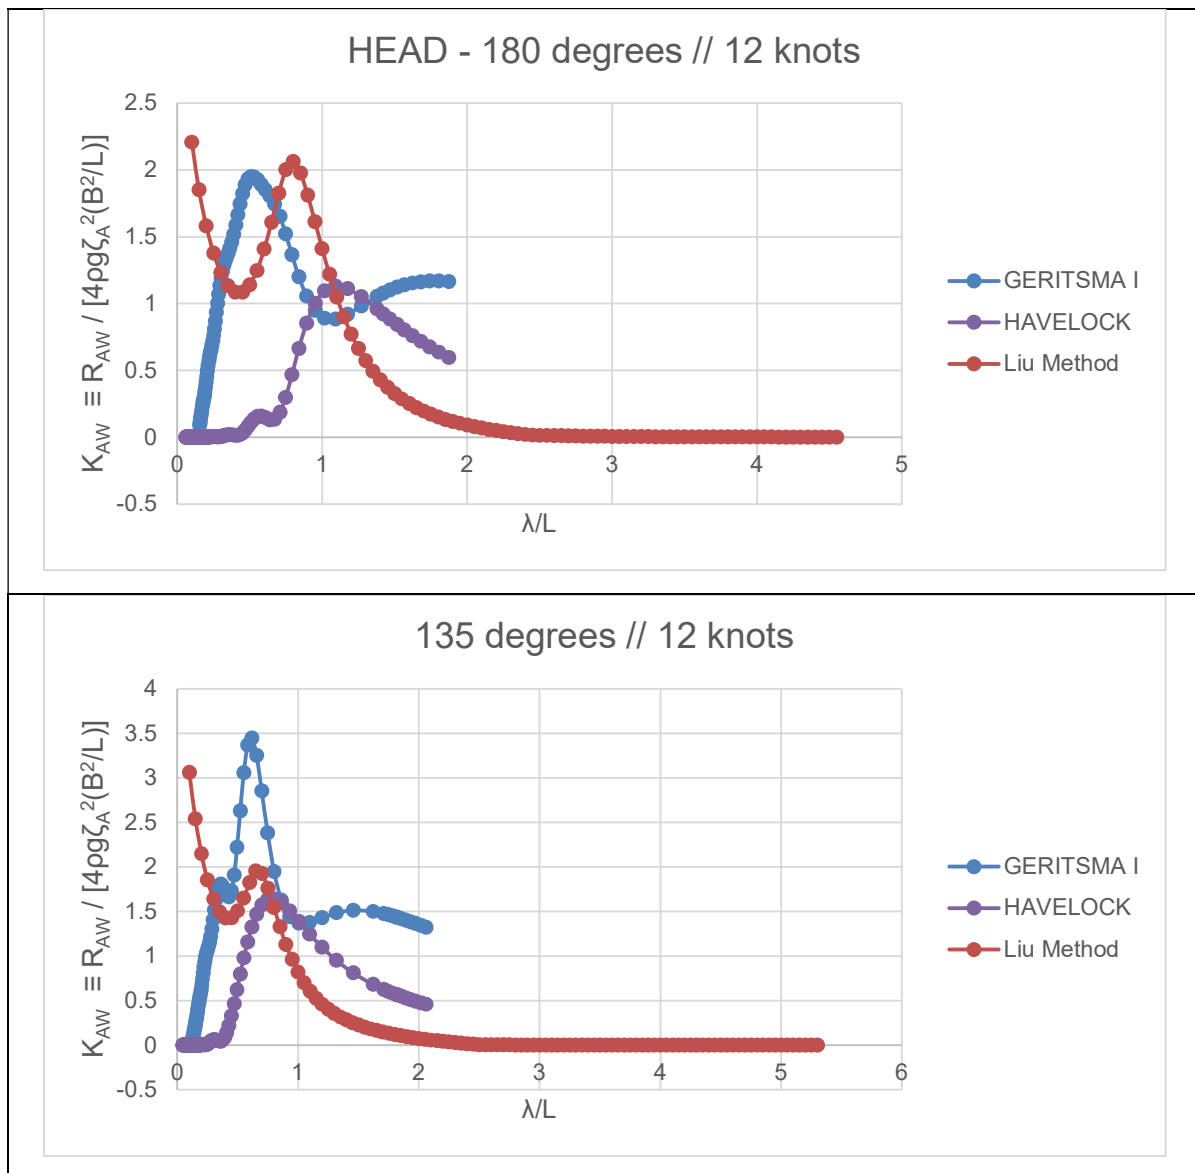 HEAD - 180 degrees // 12 knots
K_AW ≡ R_AW / [4ρgζ_A²(B²/L)]
2.5
2
1.5
1
0.5
0
-0.5
0 1 2 3 4 5
λ/L
GERITSMA I
HAVELOCK
Liu Method
135 degrees // 12 knots
K_AW ≡ R_AW / [4ρgζ_A²(B²/L)]
4
3.5
3
2.5
2
1.5
1
0.5
0
-0.5
0 1 2 3 4 5 6
λ/L
GERITSMA I
HAVELOCK
Liu Method